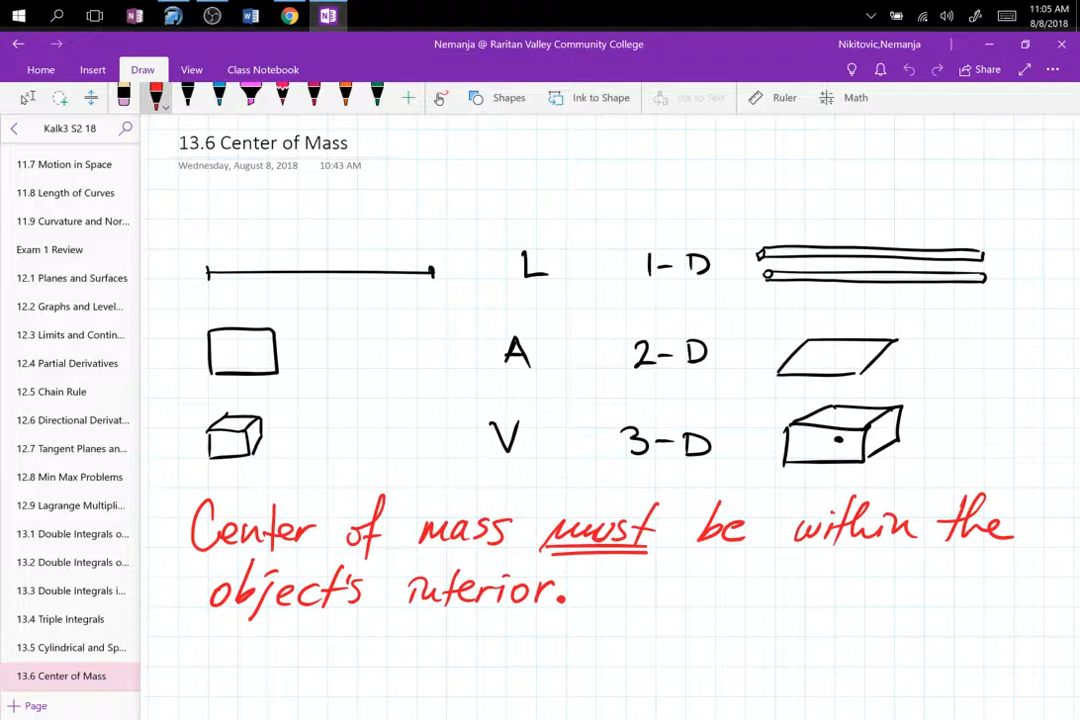 11:05 AM
8/8/2018
Nemanja @ Raritan Valley Community College
Nikitovic,Nemanja
Home Insert Draw View Class Notebook
Share
Shapes Ink to Shape Ink to Text Ruler Math
Kalk3 S2 18
11.7 Motion in Space
11.8 Length of Curves
11.9 Curvature and Nor...
Exam 1 Review
12.1 Planes and Surfaces
12.2 Graphs and Level...
12.3 Limits and Contin...
12.4 Partial Derivatives
12.5 Chain Rule
12.6 Directional Derivat...
12.7 Tangent Planes an...
12.8 Min Max Problems
12.9 Lagrange Multipli...
13.1 Double Integrals o...
13.2 Double Integrals o...
13.3 Double Integrals i...
13.4 Triple Integrals
13.5 Cylindrical and Sp...
13.6 Center of Mass
+ Page
13.6 Center of Mass
Wednesday, August 8, 2018 10:43 AM
L 1-D
A 2-D
V 3-D
Center of mass must be within the
object's interior.